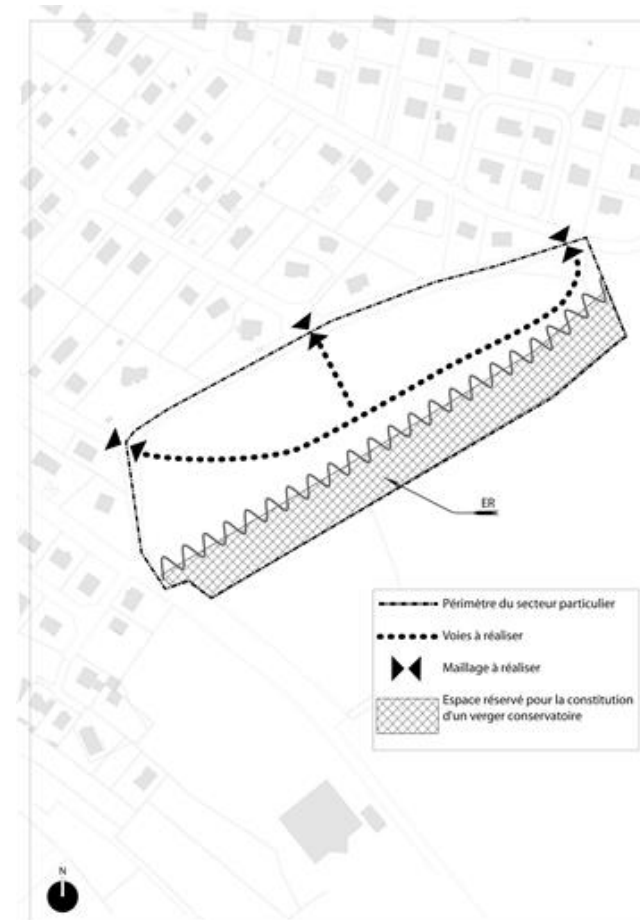 ER
Périmètre du secteur particulier
Voies à réaliser
Maillage à réaliser
Espace réservé pour la constitution
d'un verger conservatoire
N